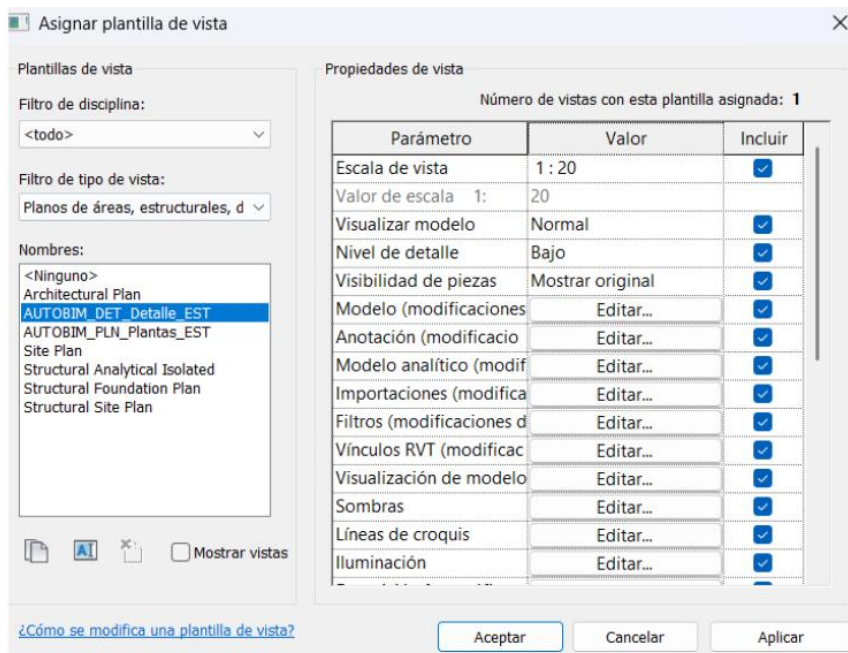 Asignar plantilla de vista
Plantillas de vista
Filtro de disciplina:
<todo>
Filtro de tipo de vista:
Planos de áreas, estructurales, d
Nombres:
<Ninguno>
Architectural Plan
AUTOBIM_DET_Detalle_EST
AUTOBIM_PLN_Plantas_EST
Site Plan
Structural Analytical Isolated
Structural Foundation Plan
Structural Site Plan
Mostrar vistas
Propiedades de vista
Número de vistas con esta plantilla asignada: 1
Parámetro Valor Incluir
Escala de vista 1 : 20
Valor de escala 1: 20
Visualizar modelo Normal
Nivel de detalle Bajo
Visibilidad de piezas Mostrar original
Modelo (modificaciones Editar...
Anotación (modificacio Editar...
Modelo analítico (modif Editar...
Importaciones (modifica Editar...
Filtros (modificaciones d Editar...
Vínculos RVT (modificac Editar...
Visualización de modelo Editar...
Sombras Editar...
Líneas de croquis Editar...
Iluminación Editar...
¿Cómo se modifica una plantilla de vista?
Aceptar Cancelar Aplicar